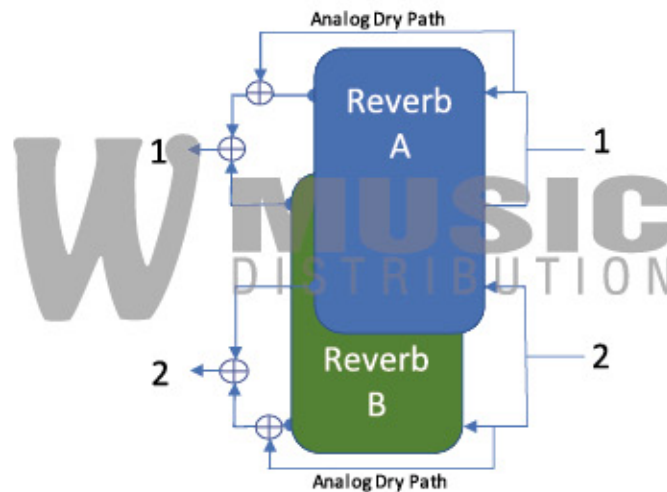 Analog Dry Path
Reverb
A
1
1
W MUSIC
DISTRIBUTION
Reverb
B
2
2
Analog Dry Path